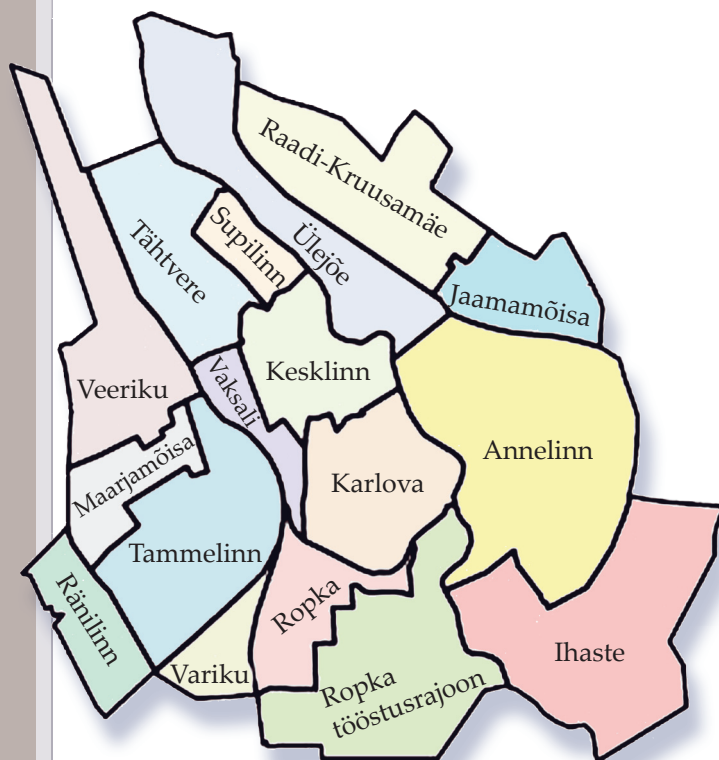 Raadi-Kruusamäe
Ülejõe
Supilinn
Tähtvere
Jaamamõisa
Kesklinn
Vaksali
Veeriku
Annelinn
Maarjamõisa
Karlova
Tammelinn
Ropka
Ränilinn
Variku
Ihaste
Ropka
tööstusrajoon